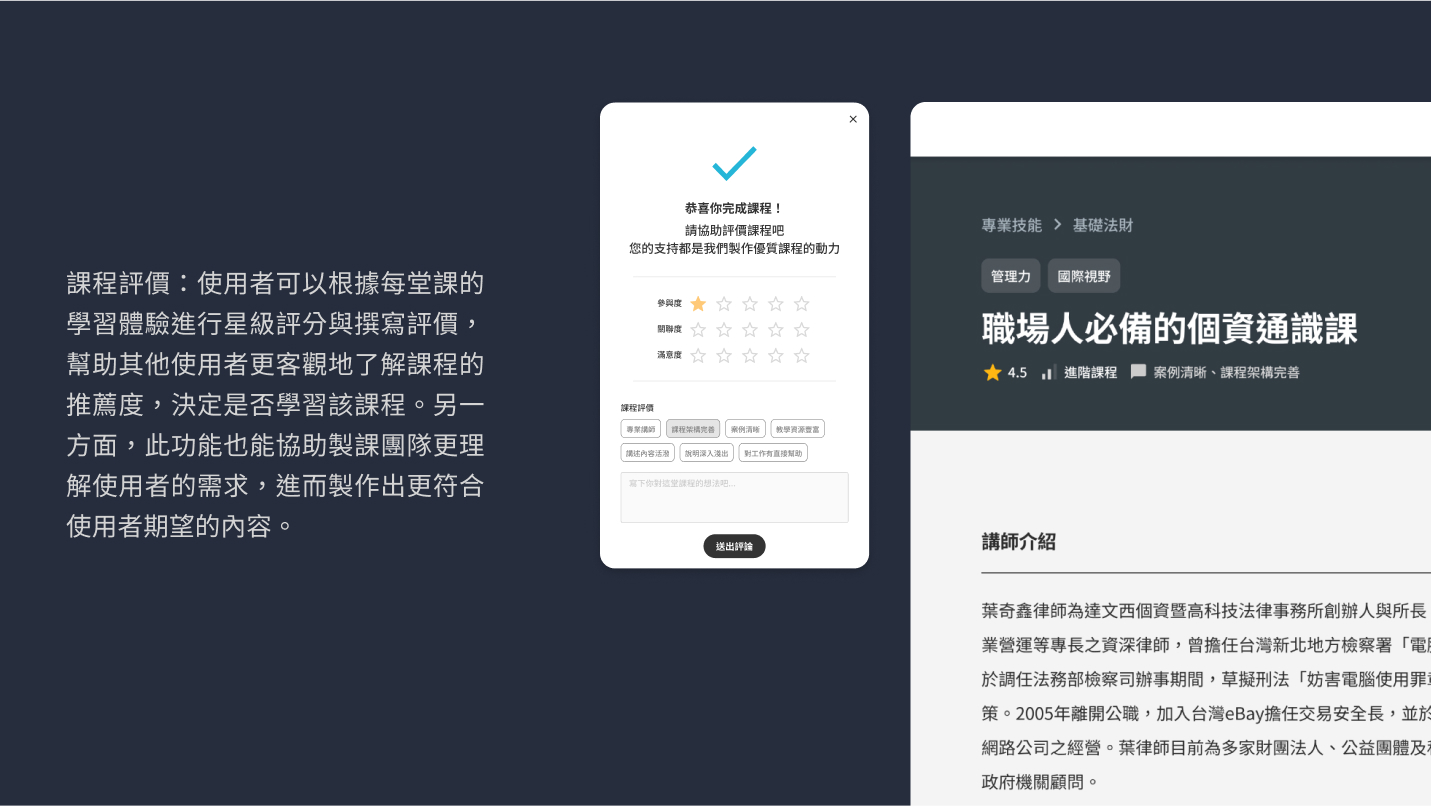 課程評價：使用者可以根據每堂課的
學習體驗進行星級評分與撰寫評價，
幫助其他使用者更客觀地了解課程的
推薦度，決定是否學習該課程。另一
方面，此功能也能協助製課團隊更理
解使用者的需求，進而製作出更符合
使用者期望的內容。
恭喜你完成課程！
請協助評價課程吧
您的支持都是我們製作優質課程的動力
參與度
關聯度
滿意度
課程評價
專業講師 課程架構完善 案例清晰 教學資源豐富
講述內容活潑 說明深入淺出 對工作有直接幫助
寫下你對這堂課程的想法吧...
送出評論
專業技能 > 基礎法財
管理力 國際視野
職場人必備的個資通識課
4.5 進階課程 案例清晰、課程架構完善
講師介紹
葉奇鑫律師為達文西個資暨高科技法律事務所創辦人與所長
業營運等專長之資深律師，曾擔任台灣新北地方檢察署「電
於調任法務部檢察司辦事期間，草擬刑法「妨害電腦使用罪
策。2005年離開公職，加入台灣eBay擔任交易安全長，並於
網路公司之經營。葉律師目前為多家財團法人、公益團體及
政府機關顧問。